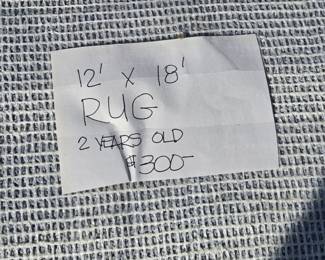 12' x 18'
RUG
2 YEARS OLD
$300-